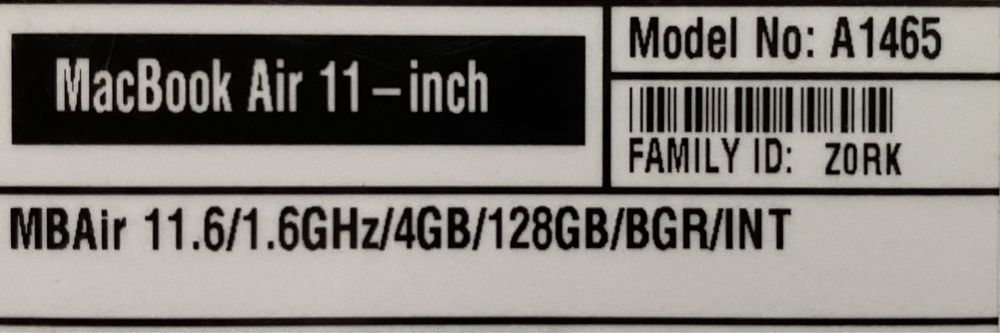 MacBook Air 11-inch
Model No: A1465
FAMILY ID: Z0RK
MBAir 11.6/1.6GHz/4GB/128GB/BGR/INT